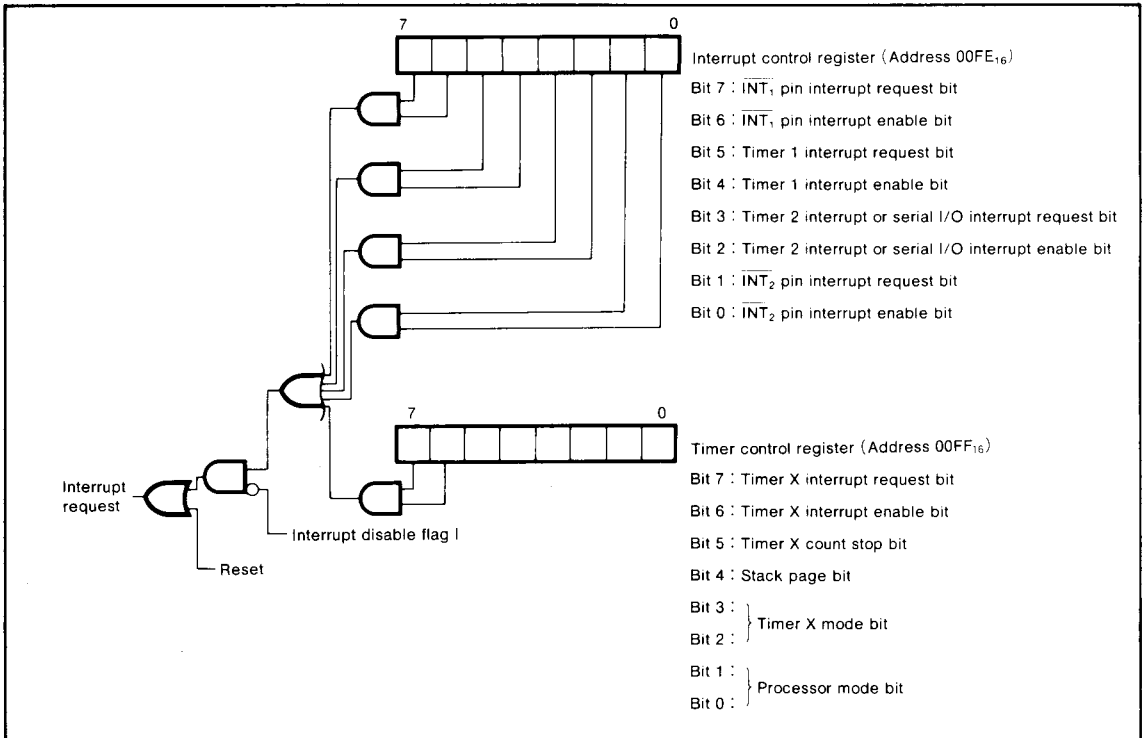 7 0
Interrupt control register (Address 00FE₁₆)
Bit 7 : I̅N̅T̅₁ pin interrupt request bit
Bit 6 : I̅N̅T̅₁ pin interrupt enable bit
Bit 5 : Timer 1 interrupt request bit
Bit 4 : Timer 1 interrupt enable bit
Bit 3 : Timer 2 interrupt or serial I/O interrupt request bit
Bit 2 : Timer 2 interrupt or serial I/O interrupt enable bit
Bit 1 : I̅N̅T̅₂ pin interrupt request bit
Bit 0 : I̅N̅T̅₂ pin interrupt enable bit
7 0
Timer control register (Address 00FF₁₆)
Bit 7 : Timer X interrupt request bit
Bit 6 : Timer X interrupt enable bit
Bit 5 : Timer X count stop bit
Bit 4 : Stack page bit
Bit 3 :
Timer X mode bit
Bit 2 :
Bit 1 :
Processor mode bit
Bit 0 :
Interrupt
request
Interrupt disable flag I
Reset